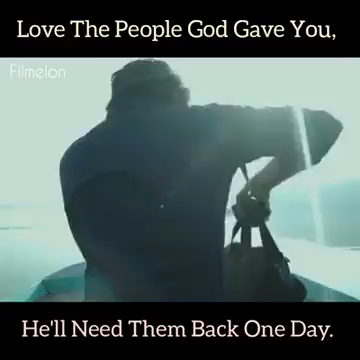 Love The People God Gave You,
Filmelon
He'll Need Them Back One Day.